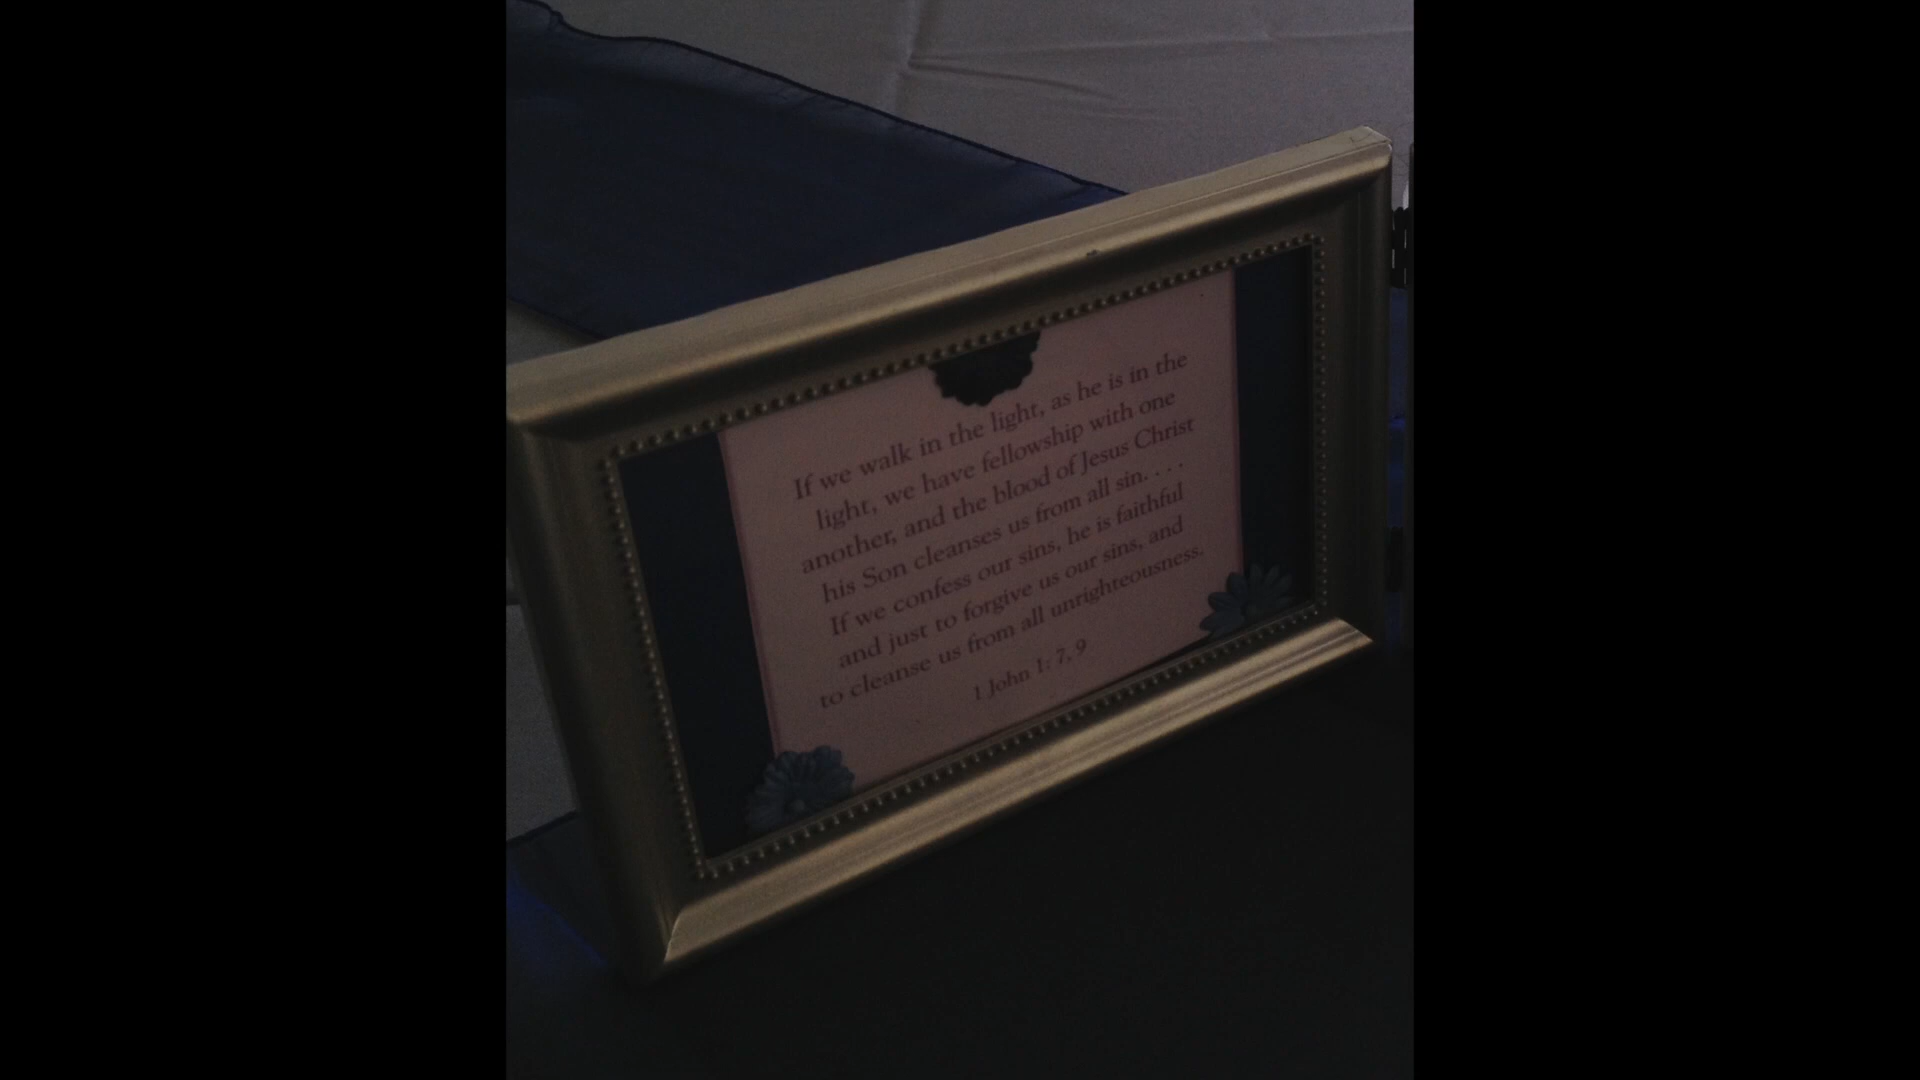 If we walk in the light, as he is in the
light, we have fellowship with one
another, and the blood of Jesus Christ
his Son cleanses us from all sin. . . .
If we confess our sins, he is faithful
and just to forgive us our sins, and
to cleanse us from all unrighteousness.
1 John 1: 7, 9